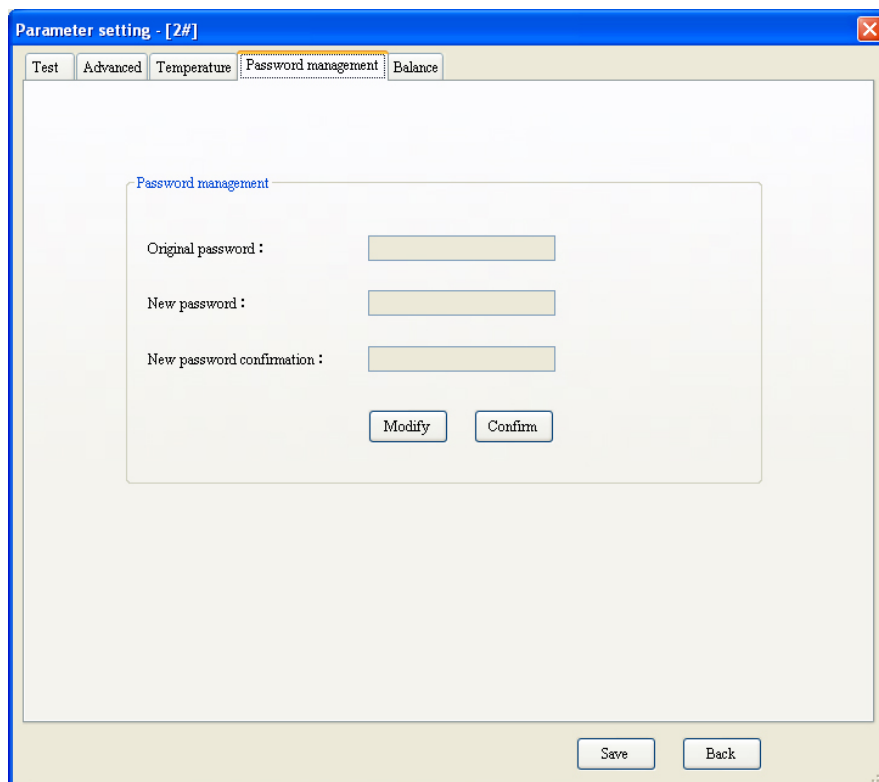 Parameter setting - [2#]
Test Advanced Temperature Password management Balance
Password management
Original password：
New password：
New password confirmation：
Modify Confirm
Save Back